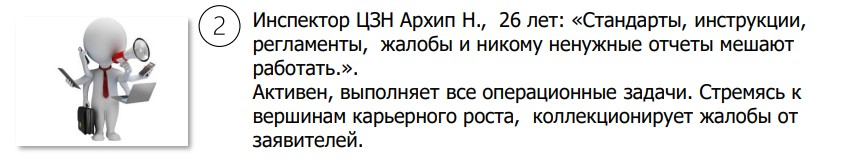 2
Инспектор ЦЗН Архип Н., 26 лет: «Стандарты, инструкции,
регламенты, жалобы и никому ненужные отчеты мешают
работать.».
Активен, выполняет все операционные задачи. Стремясь к
вершинам карьерного роста, коллекционирует жалобы от
заявителей.